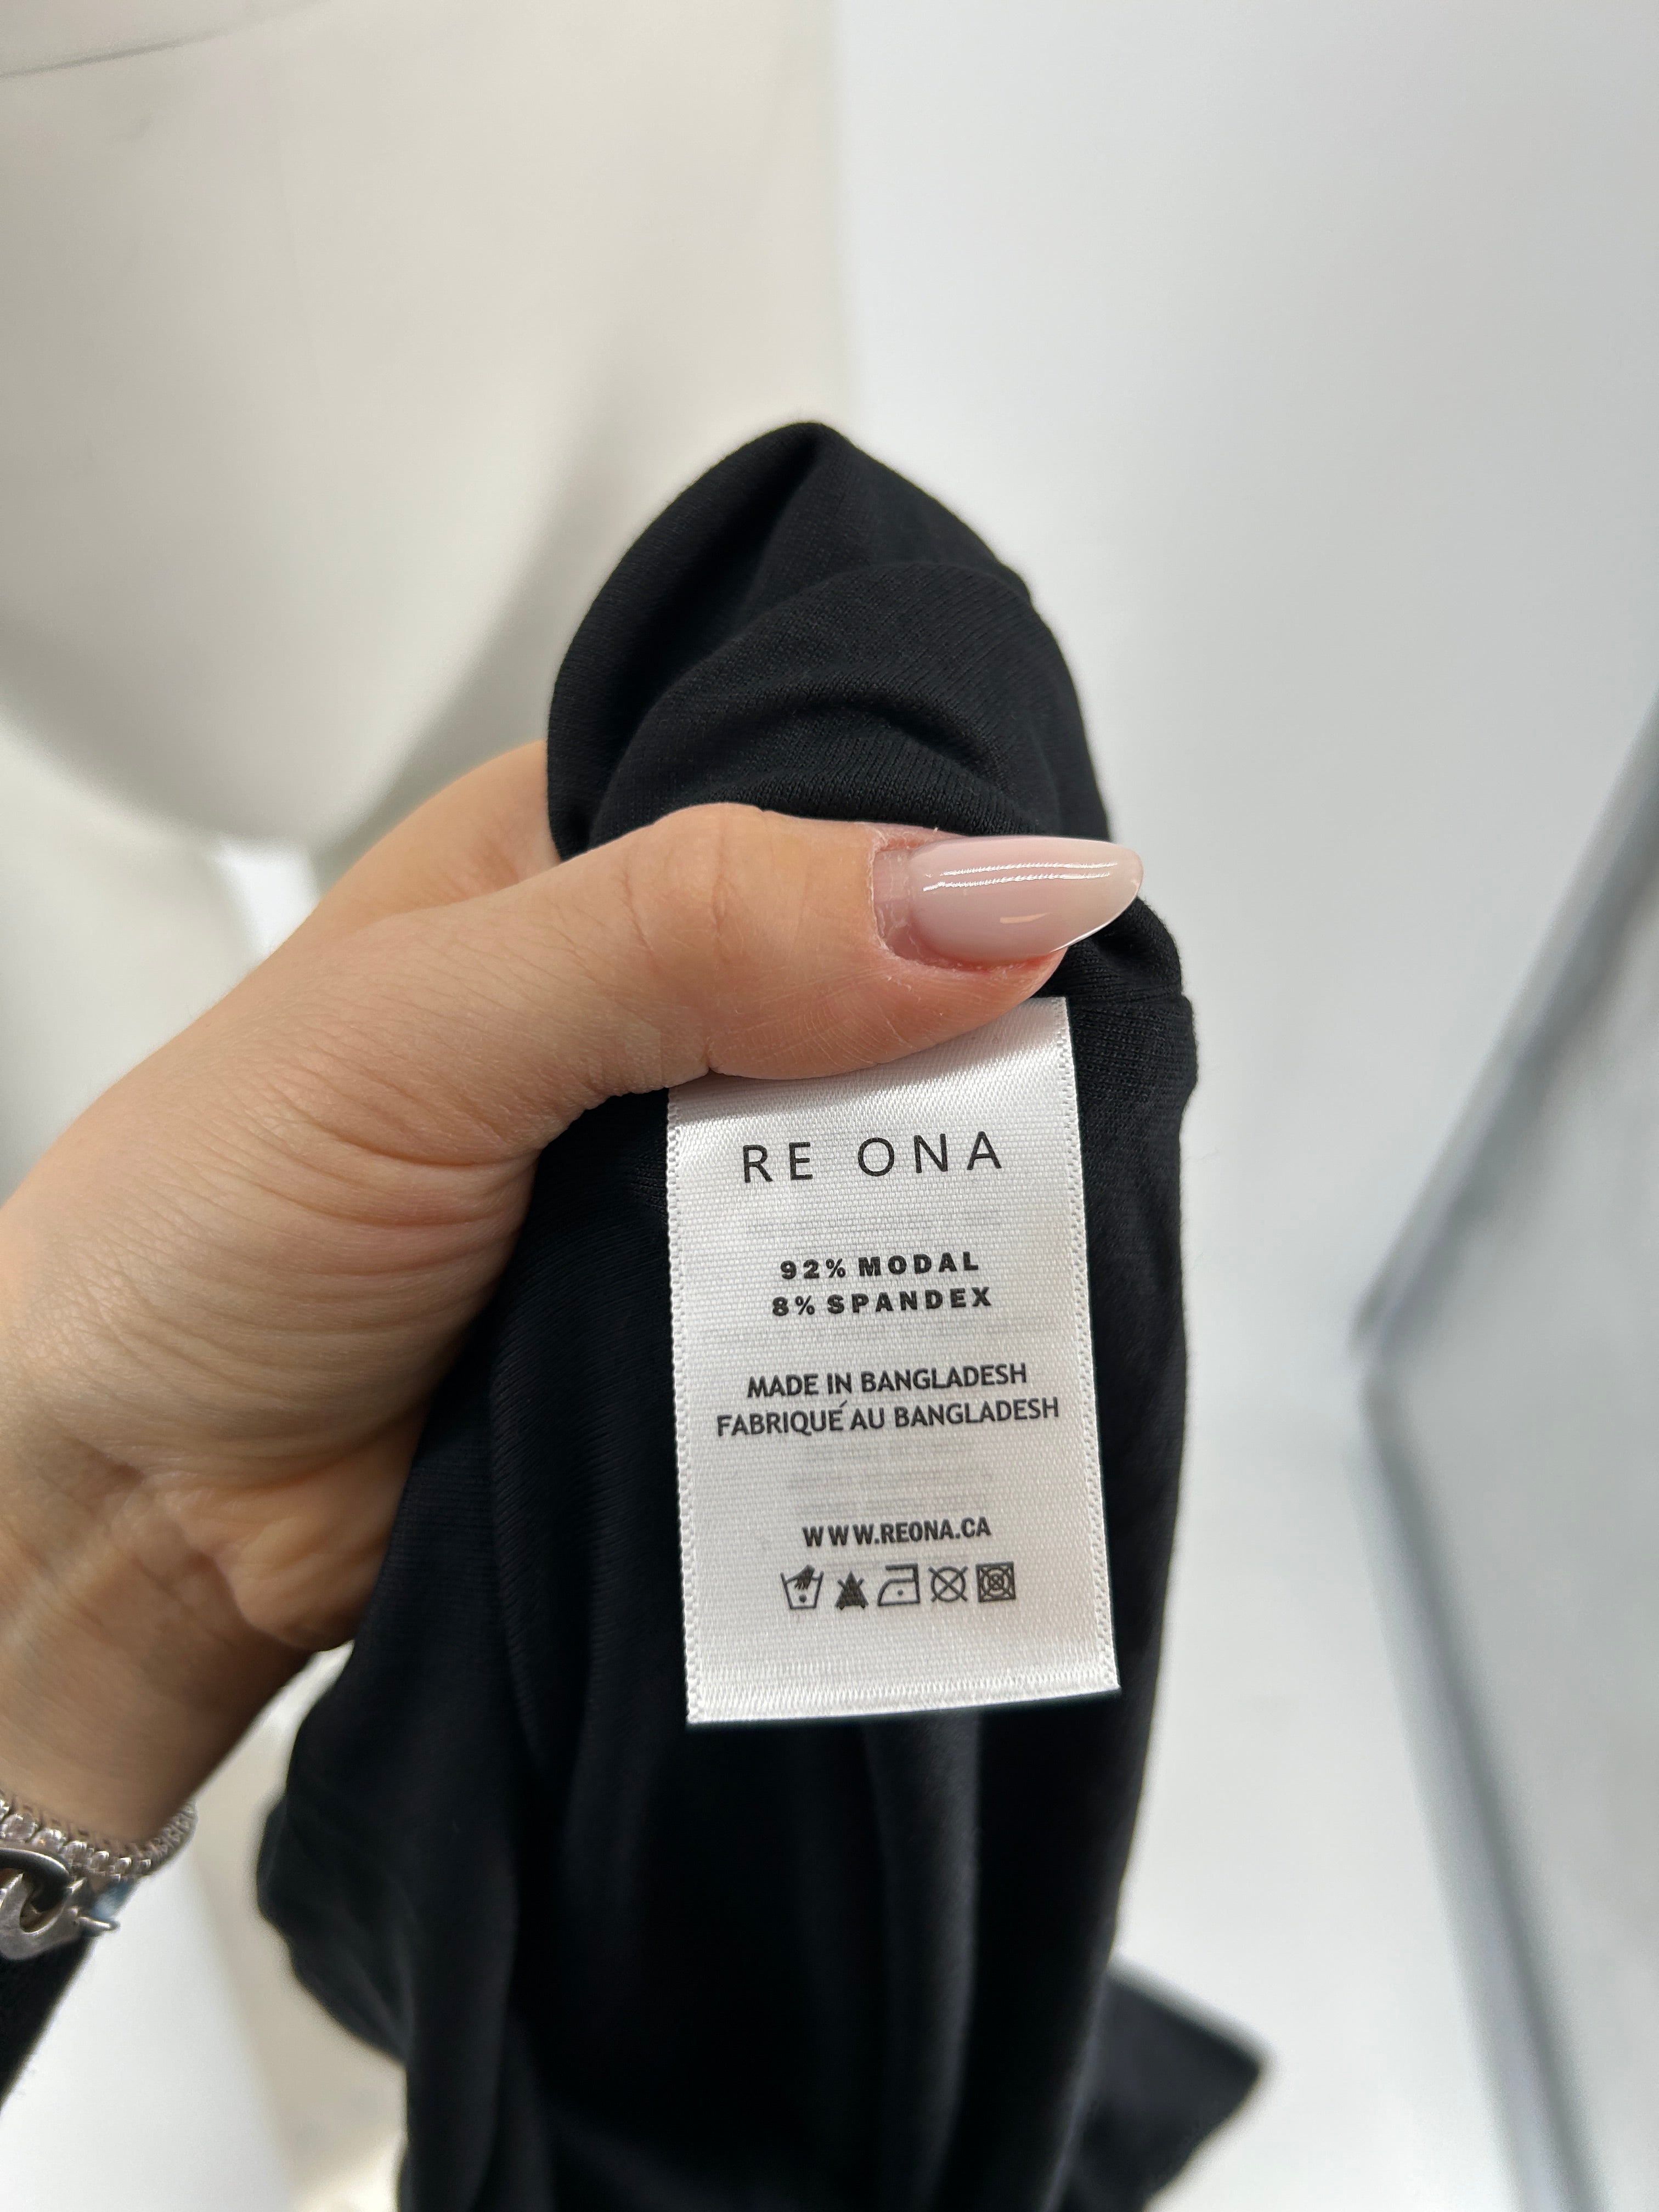 RE ONA
92% MODAL
8% SPANDEX
MADE IN BANGLADESH
FABRIQUÉ AU BANGLADESH
WWW.REONA.CA